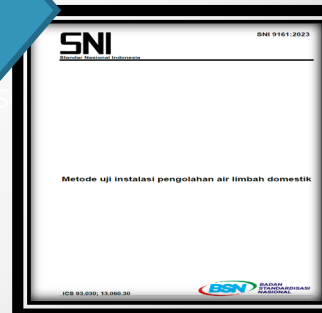 SNI
Standar Nasional Indonesia
SNI 9161:2023
Metode uji instalasi pengolahan air limbah domestik
ICS 93.030; 13.060.30
BSN
BADAN
STANDARDISASI
NASIONAL